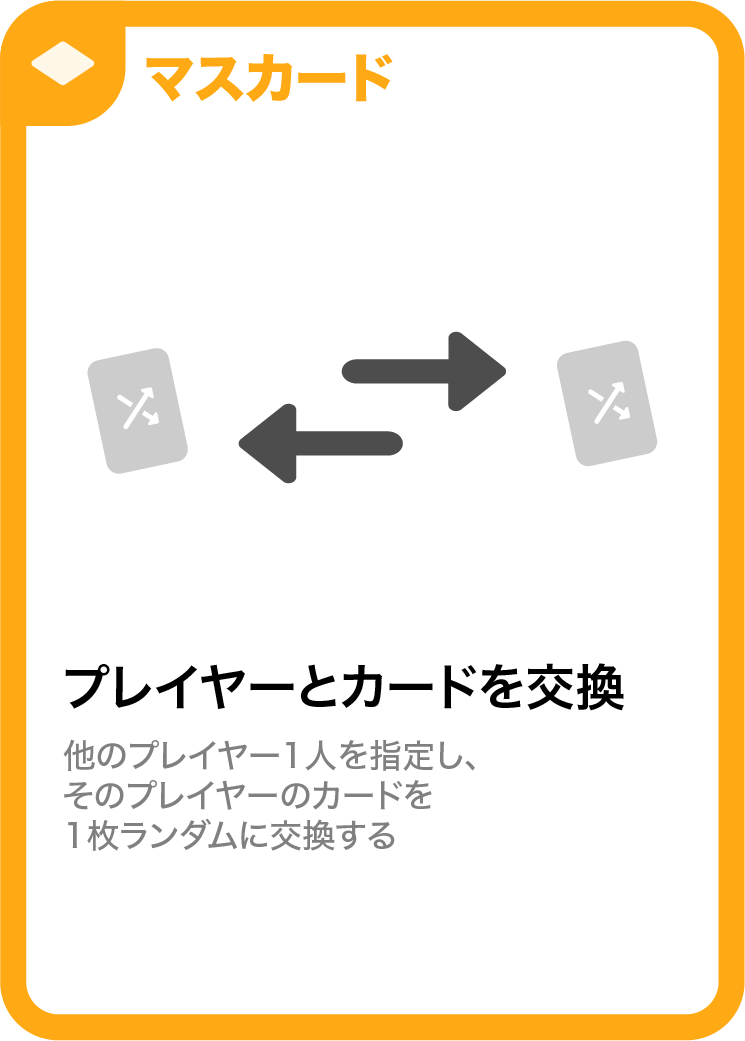 マスカード
プレイヤーとカードを交換
他のプレイヤー1人を指定し、
そのプレイヤーのカードを
1枚ランダムに交換する